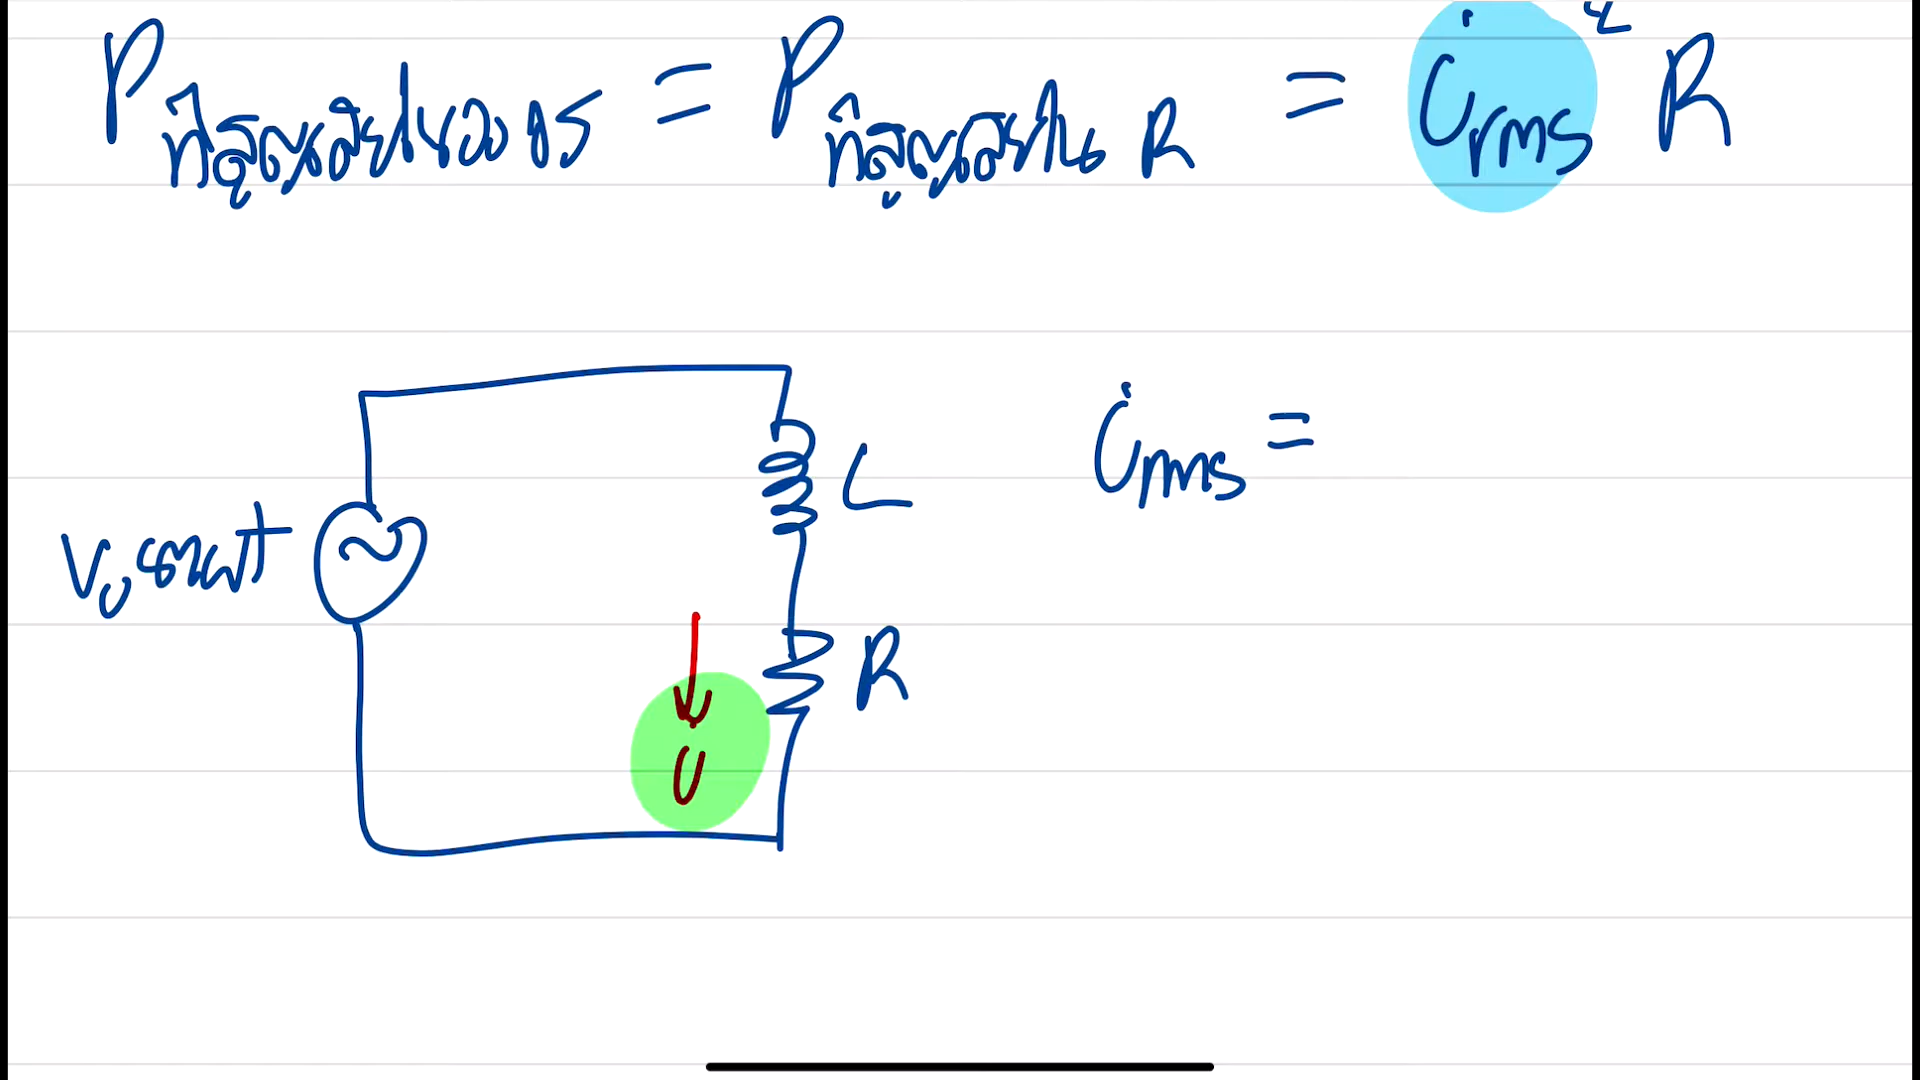 P ที่สูญเสียในวงจร = P ที่สูญเสียใน R = i rms ² R
i rms =
L
V₀ sin ωt
R
i